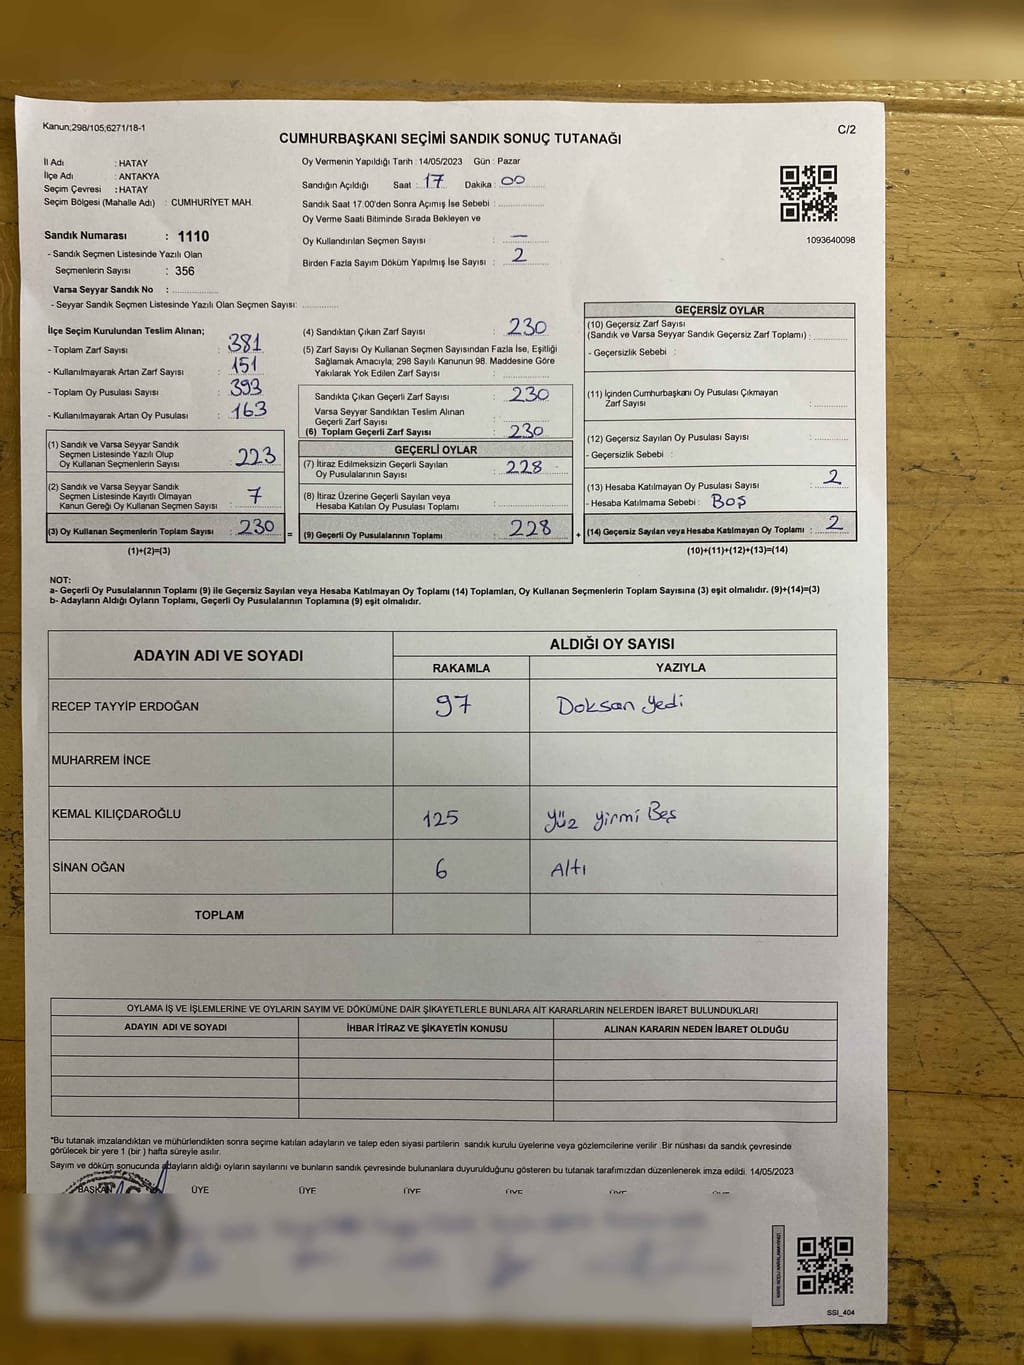 Kanun;298/105;6271/18-1
C/2
CUMHURBAŞKANI SEÇİMİ SANDIK SONUÇ TUTANAĞI
İl Adı : HATAY
İlçe Adı : ANTAKYA
Seçim Çevresi : HATAY
Seçim Bölgesi (Mahalle Adı) : CUMHURİYET MAH.
Sandık Numarası : 1110
- Sandık Seçmen Listesinde Yazılı Olan
Seçmenlerin Sayısı : 356
Varsa Seyyar Sandık No :
- Seyyar Sandık Seçmen Listesinde Yazılı Olan Seçmen Sayısı:
Oy Vermenin Yapıldığı Tarih : 14/05/2023 Gün : Pazar
Sandığın Açıldığı Saat : 17 Dakika : 00
Sandık Saat 17.00'den Sonra Açımış İse Sebebi :
Oy Verme Saati Bitiminde Sırada Bekleyen ve
Oy Kullandırılan Seçmen Sayısı : —
Birden Fazla Sayım Döküm Yapılmış İse Sayısı : 2
1093640098
İlçe Seçim Kurulundan Teslim Alınan;
- Toplam Zarf Sayısı : 381
- Kullanılmayarak Artan Zarf Sayısı : 151
- Toplam Oy Pusulası Sayısı : 393
- Kullanılmayarak Artan Oy Pusulası : 163
(1) Sandık ve Varsa Seyyar Sandık
Seçmen Listesinde Yazılı Olup
Oy Kullanan Seçmenlerin Sayısı : 223
(2) Sandık ve Varsa Seyyar Sandık
Seçmen Listesinde Kayıtlı Olmayan
Kanun Gereği Oy Kullanan Seçmen Sayısı : 7
(3) Oy Kullanan Seçmenlerin Toplam Sayısı : 230 =
(1)+(2)=(3)
(4) Sandıktan Çıkan Zarf Sayısı : 230
(5) Zarf Sayısı Oy Kullanan Seçmen Sayısından Fazla İse, Eşitliği
Sağlamak Amacıyla; 298 Sayılı Kanunun 98. Maddesine Göre
Yakılarak Yok Edilen Zarf Sayısı :
Sandıkta Çıkan Geçerli Zarf Sayısı : 230
Varsa Seyyar Sandıktan Teslim Alınan
Geçerli Zarf Sayısı :
(6) Toplam Geçerli Zarf Sayısı : 230
GEÇERLİ OYLAR
(7) İtiraz Edilmeksizin Geçerli Sayılan
Oy Pusulalarının Sayısı : 228
(8) İtiraz Üzerine Geçerli Sayılan veya
Hesaba Katılan Oy Pusulası Toplamı :
(9) Geçerli Oy Pusulalarının Toplamı : 228 +
GEÇERSİZ OYLAR
(10) Geçersiz Zarf Sayısı
(Sandık ve Varsa Seyyar Sandık Geçersiz Zarf Toplamı) :
- Geçersizlik Sebebi :
(11) İçinden Cumhurbaşkanı Oy Pusulası Çıkmayan
Zarf Sayısı :
(12) Geçersiz Sayılan Oy Pusulası Sayısı :
- Geçersizlik Sebebi :
(13) Hesaba Katılmayan Oy Pusulası Sayısı : 2
- Hesaba Katılmama Sebebi : BOŞ
(14) Geçersiz Sayılan veya Hesaba Katılmayan Oy Toplamı : 2
(10)+(11)+(12)+(13)=(14)
NOT:
a- Geçerli Oy Pusulalarının Toplamı (9) ile Geçersiz Sayılan veya Hesaba Katılmayan Oy Toplamı (14) Toplamları, Oy Kullanan Seçmenlerin Toplam Sayısına (3) eşit olmalıdır. (9)+(14)=(3)
b- Adayların Aldığı Oyların Toplamı, Geçerli Oy Pusulalarının Toplamına (9) eşit olmalıdır.
ADAYIN ADI VE SOYADI
ALDIĞI OY SAYISI
RAKAMLA YAZIYLA
RECEP TAYYİP ERDOĞAN 97 Doksan yedi
MUHARREM İNCE
KEMAL KILIÇDAROĞLU 125 Yüz yirmi Beş
SİNAN OĞAN 6 Altı
TOPLAM
OYLAMA İŞ VE İŞLEMLERİNE VE OYLARIN SAYIM VE DÖKÜMÜNE DAİR ŞİKAYETLERLE BUNLARA AİT KARARLARIN NELERDEN İBARET BULUNDUKLARI
ADAYIN ADI VE SOYADI İHBAR İTİRAZ VE ŞİKAYETİN KONUSU ALINAN KARARIN NEDEN İBARET OLDUĞU
*Bu tutanak imzalandıktan ve mühürlendikten sonra seçime katılan adayların ve talep eden siyasi partilerin sandık kurulu üyelerine veya gözlemcilerine verilir .Bir nüshası da sandık çevresinde
görülecek bir yere 1 (bir ) hafta süreyle asılır.
Sayım ve döküm sonucunda adayların aldığı oyların sayılarını ve bunların sandık çevresinde bulunanlara duyurulduğunu gösteren bu tutanak tarafımızdan düzenlenerek imza edildi. 14/05/2023
BAŞKAN ÜYE ÜYE ÜYE ÜYE ÜYE ÜYE
SSI_404